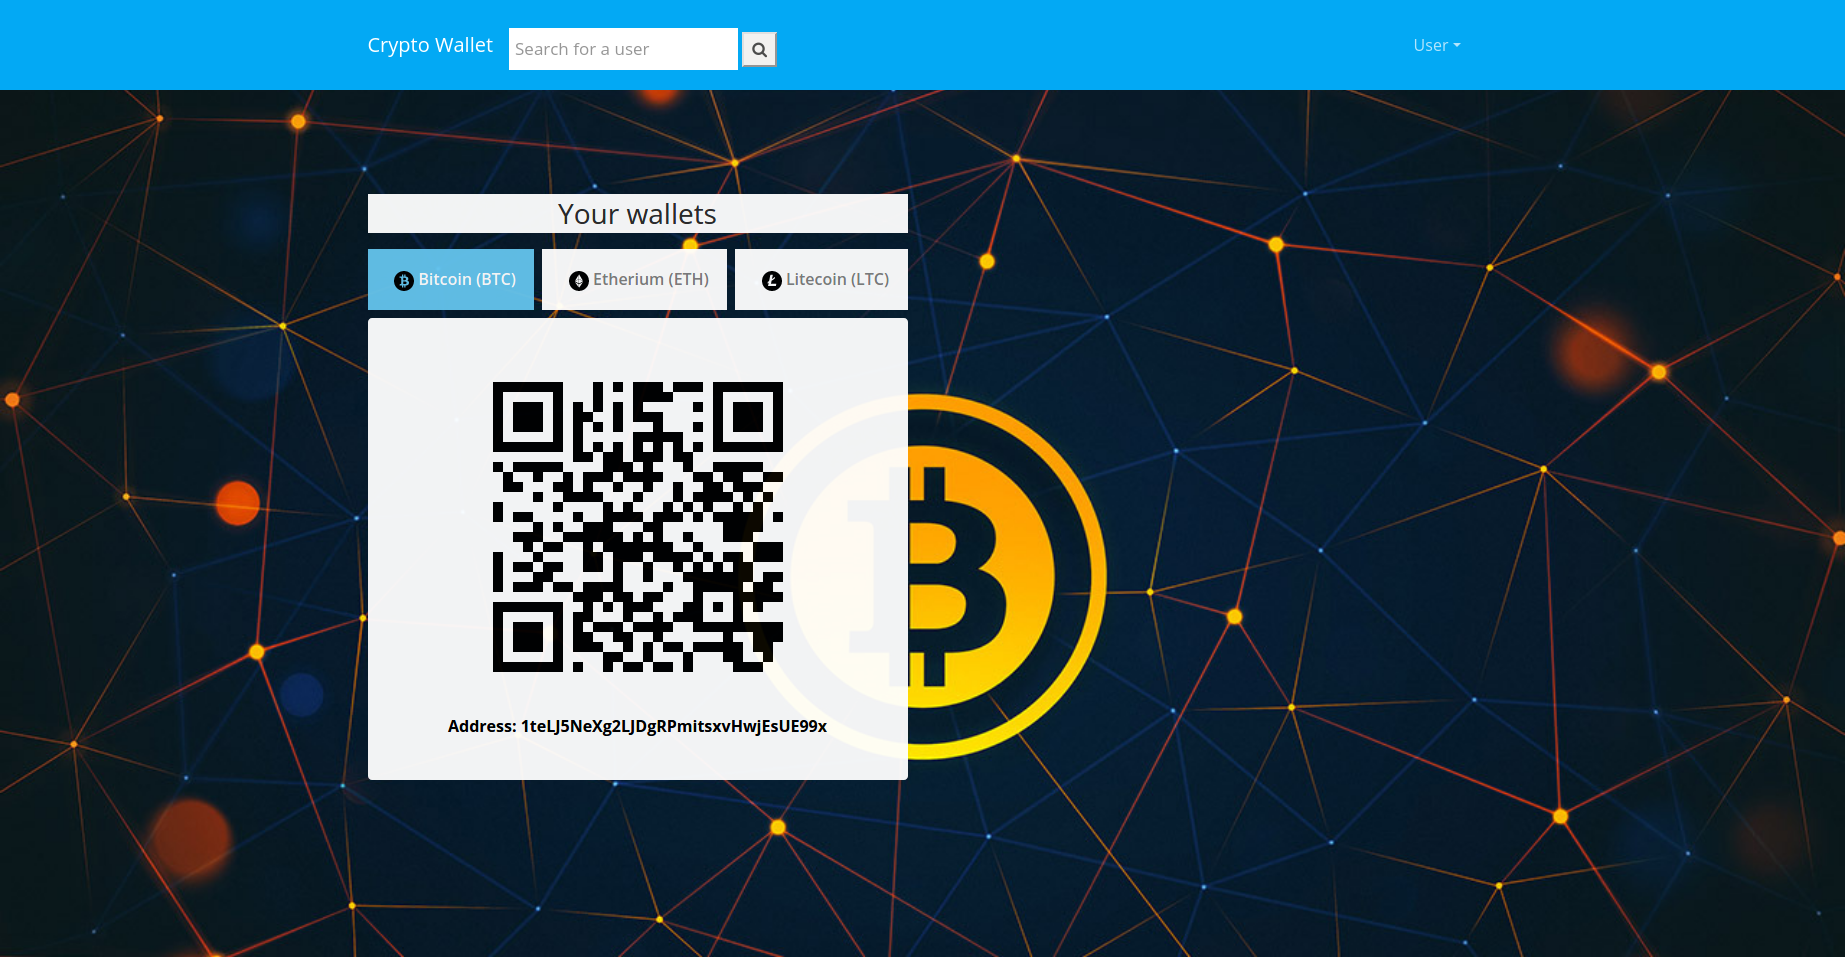 Crypto Wallet
Search for a user
User
Your wallets
Bitcoin (BTC)
Etherium (ETH)
Litecoin (LTC)
Address: 1teLJ5NeXg2LJDgRPmitsxvHwjEsUE99x